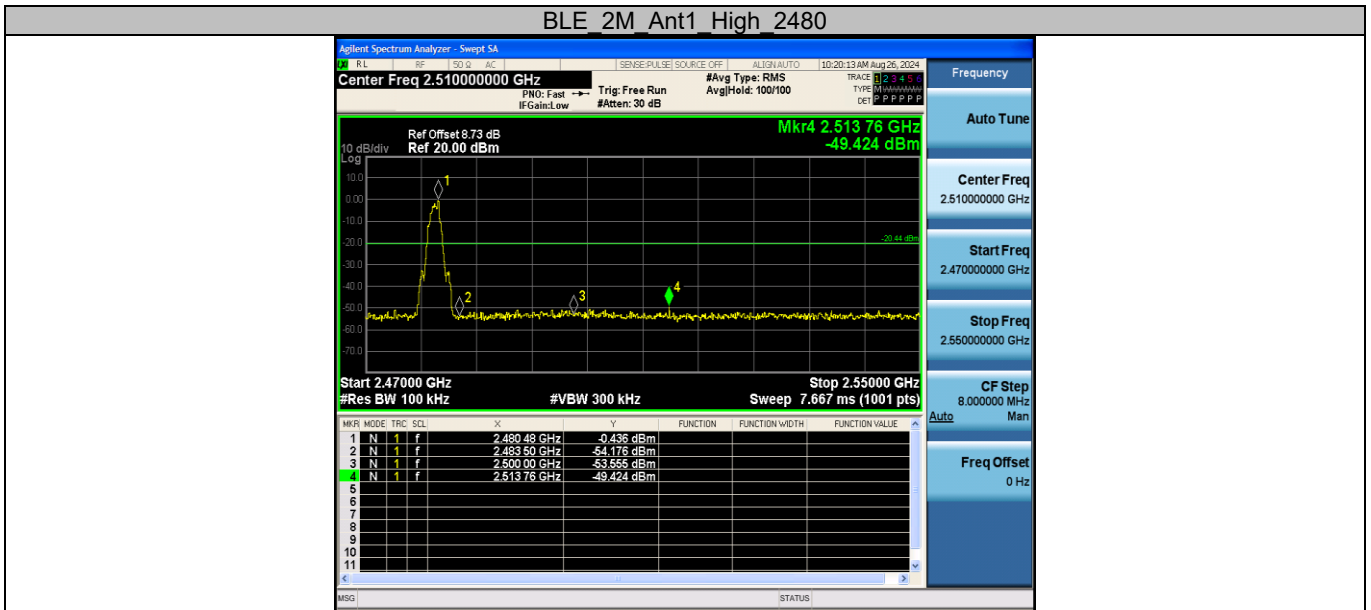 BLE_2M_Ant1_High_2480
Agilent Spectrum Analyzer - Swept SA
RL RF 50 Ω AC SENSE:PULSE SOURCE OFF ALIGN AUTO 10:20:13 AM Aug 26, 2024
Center Freq 2.510000000 GHz
#Avg Type: RMS
TRACE 1 2 3 4 5 6
PNO: Fast
Trig: Free Run
Avg|Hold: 100/100
TYPE M
IFGain:Low
#Atten: 30 dB
DET P P P P P P
Frequency
Auto Tune
Center Freq
2.510000000 GHz
Start Freq
2.470000000 GHz
Stop Freq
2.550000000 GHz
CF Step
8.000000 MHz
Auto Man
Freq Offset
0 Hz
Mkr4 2.513 76 GHz
-49.424 dBm
Ref Offset 8.73 dB
10 dB/div Ref 20.00 dBm
Log
10.0
0.00
-10.0
-20.0
-30.0
-40.0
-50.0
-60.0
-70.0
1
2
3
4
-20.44 dBm
Start 2.47000 GHz Stop 2.55000 GHz
#Res BW 100 kHz #VBW 300 kHz Sweep 7.667 ms (1001 pts)
MKR MODE TRC SCL X Y FUNCTION FUNCTION WIDTH FUNCTION VALUE
1 N 1 f 2.480 48 GHz -0.436 dBm
2 N 1 f 2.483 50 GHz -54.176 dBm
3 N 1 f 2.500 00 GHz -53.555 dBm
4 N 1 f 2.513 76 GHz -49.424 dBm
5
6
7
8
9
10
11
MSG STATUS